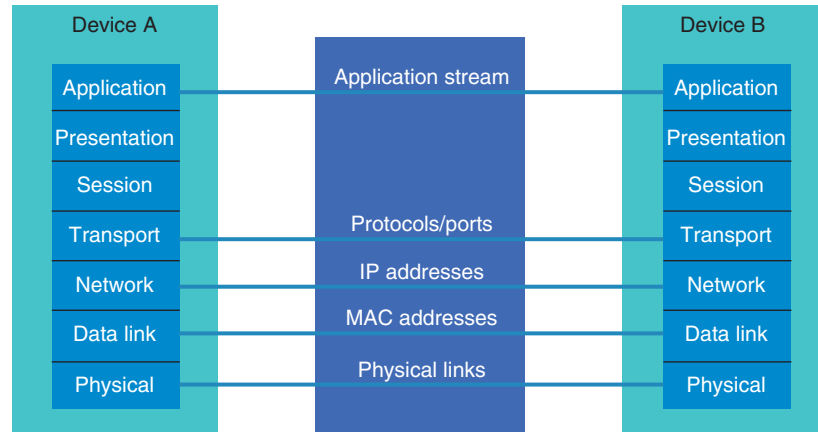 Device A
Application
Presentation
Session
Transport
Network
Data link
Physical
Application stream
Protocols/ports
IP addresses
MAC addresses
Physical links
Device B
Application
Presentation
Session
Transport
Network
Data link
Physical